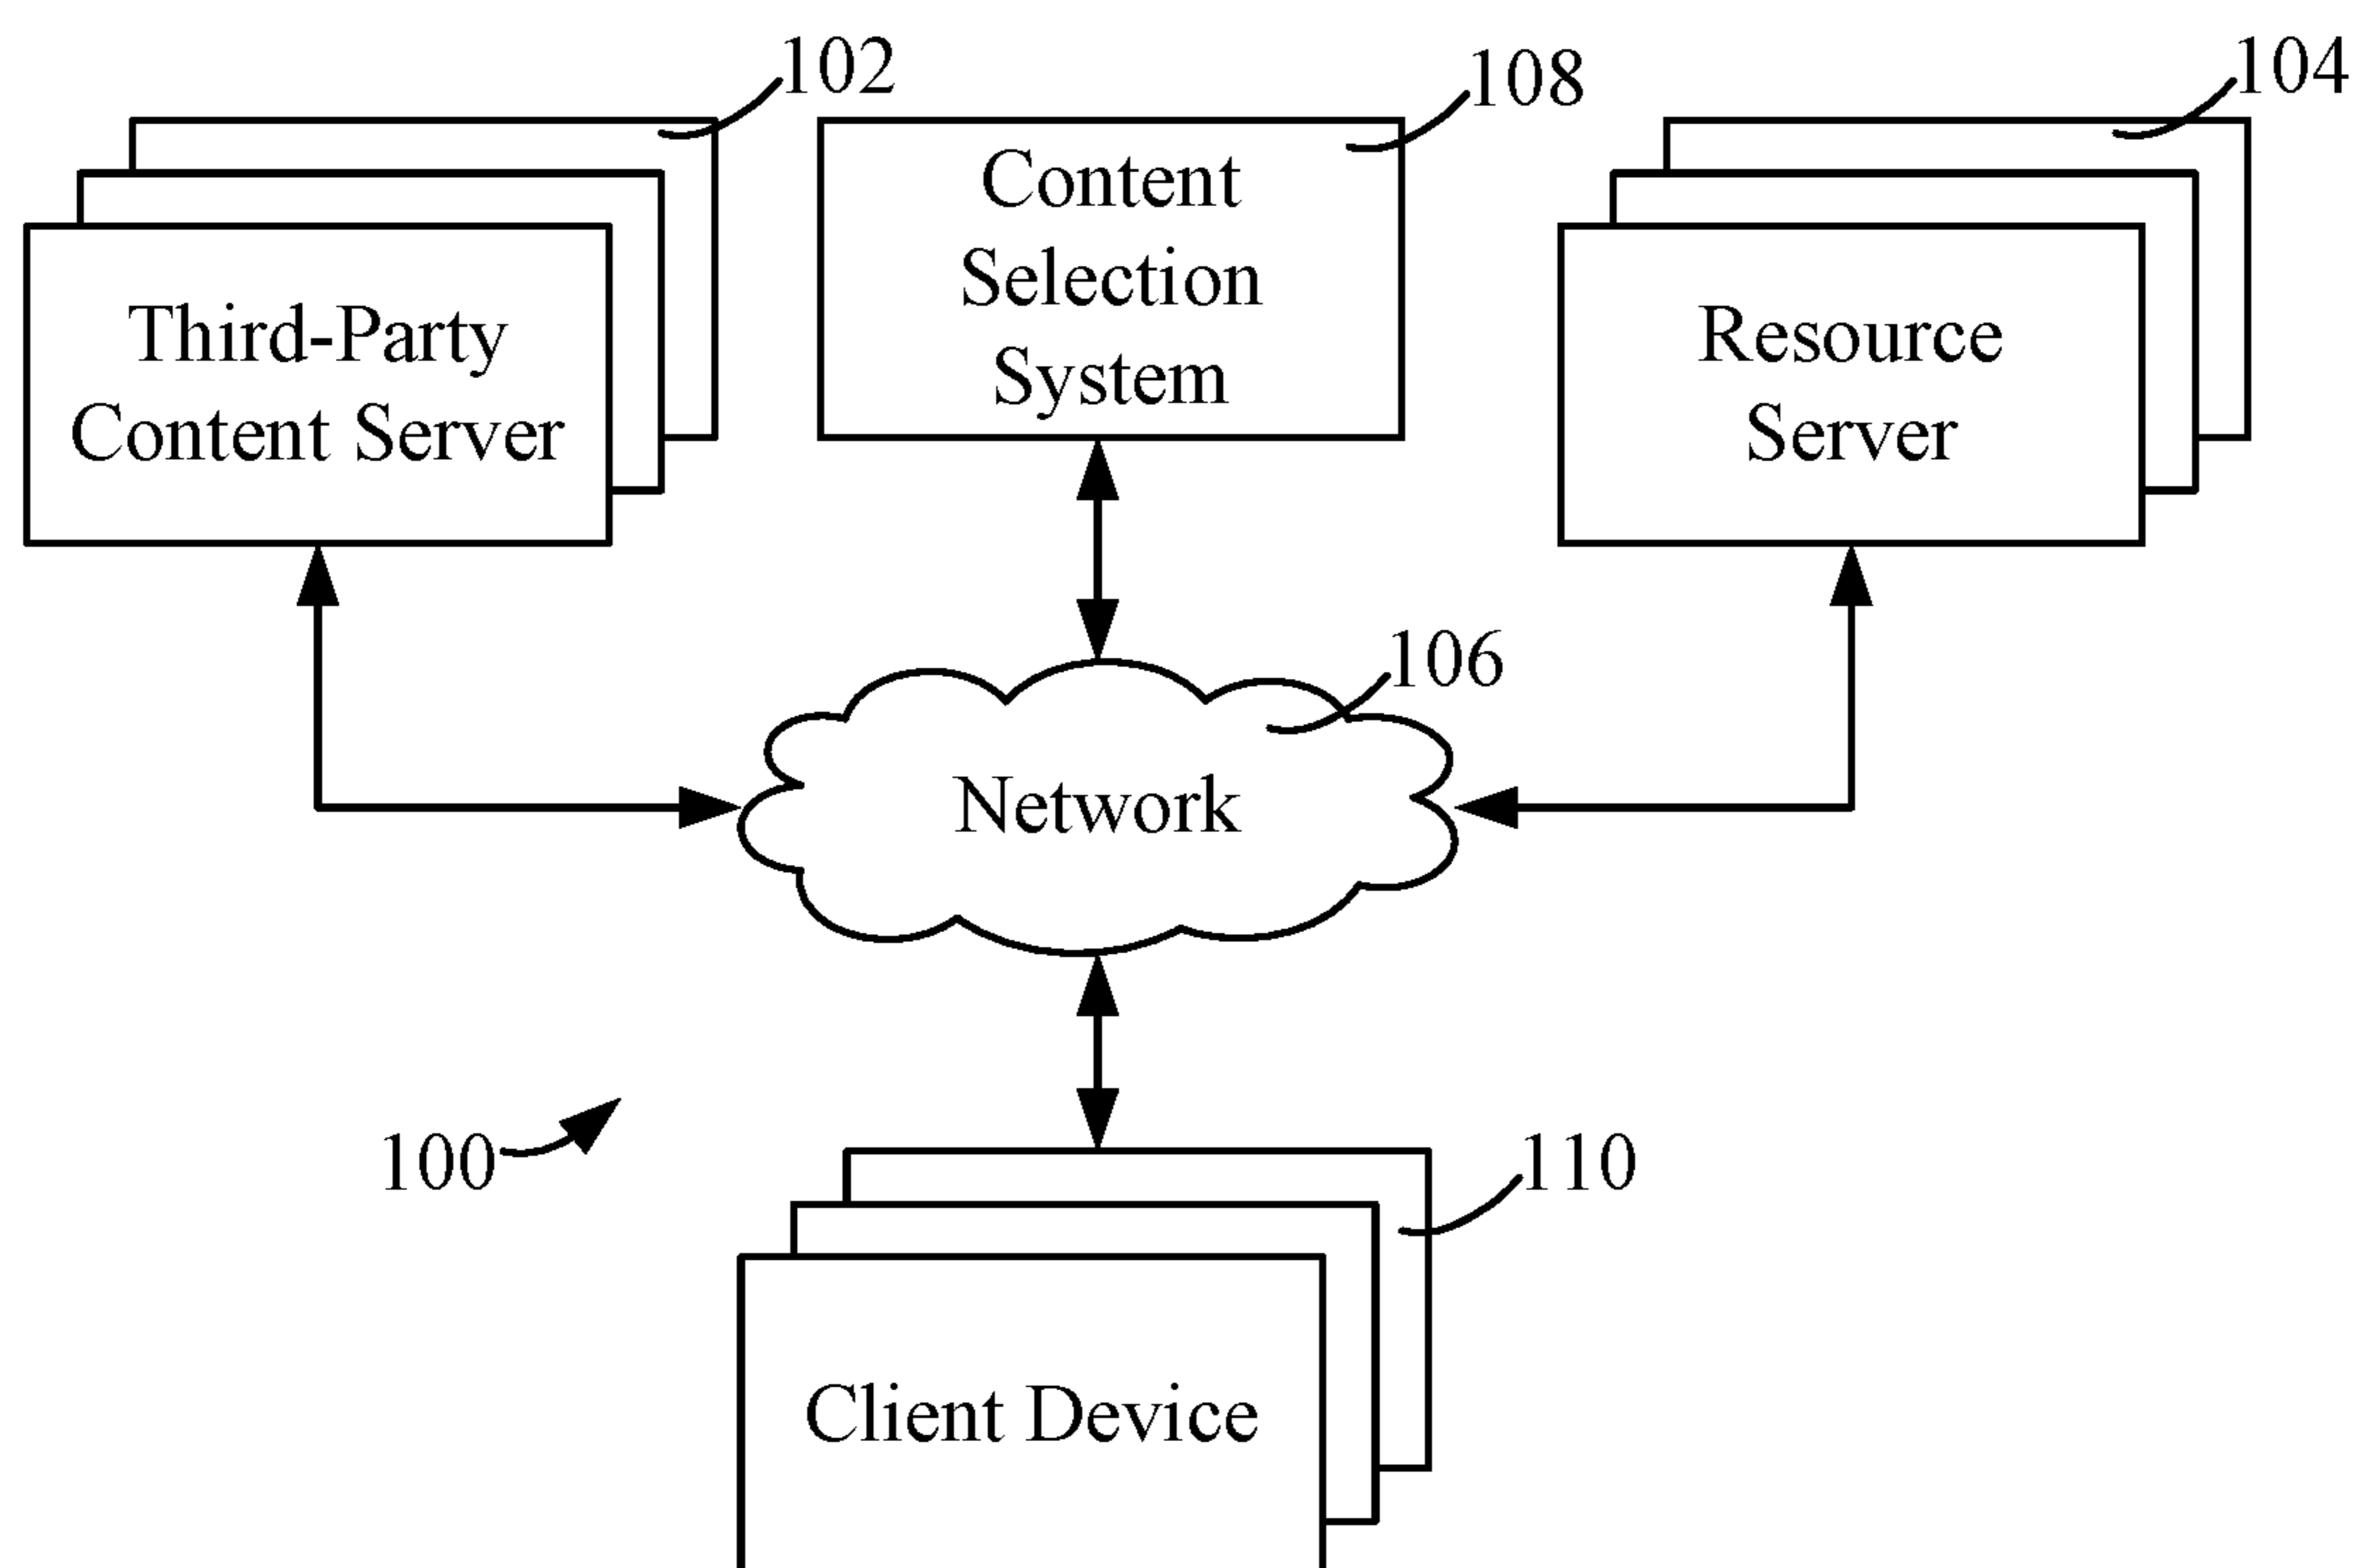 102
108
104
Third-Party
Content Server
Content
Selection
System
Resource
Server
106
Network
100
110
Client Device